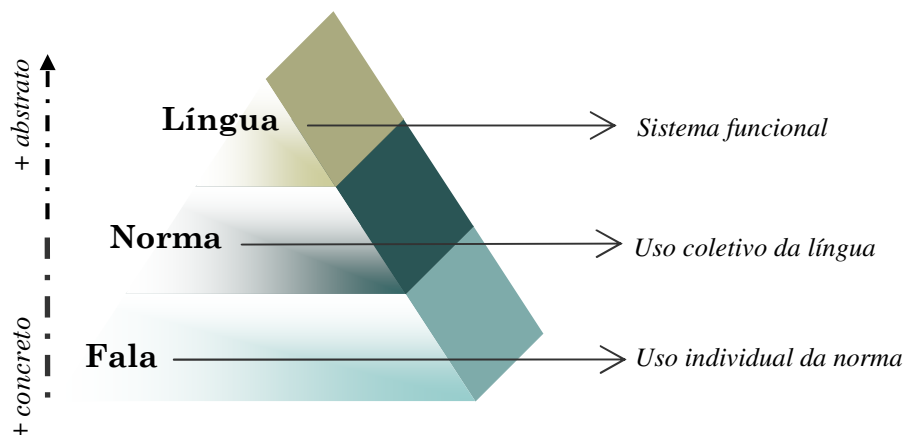 + abstrato
Língua
Sistema funcional
Norma
Uso coletivo da língua
Fala
Uso individual da norma
+ concreto